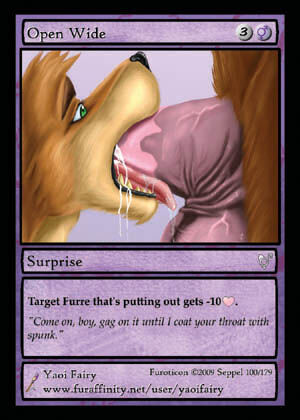 Open Wide 3
Surprise
Target Furre that's putting out gets -10
"Come on, boy, gag on it until I coat your throat with
spunk."
Yaoi Fairy
Furoticon ©2009 Seppel 100/179
www.furaffinity.net/user/yaoifairy